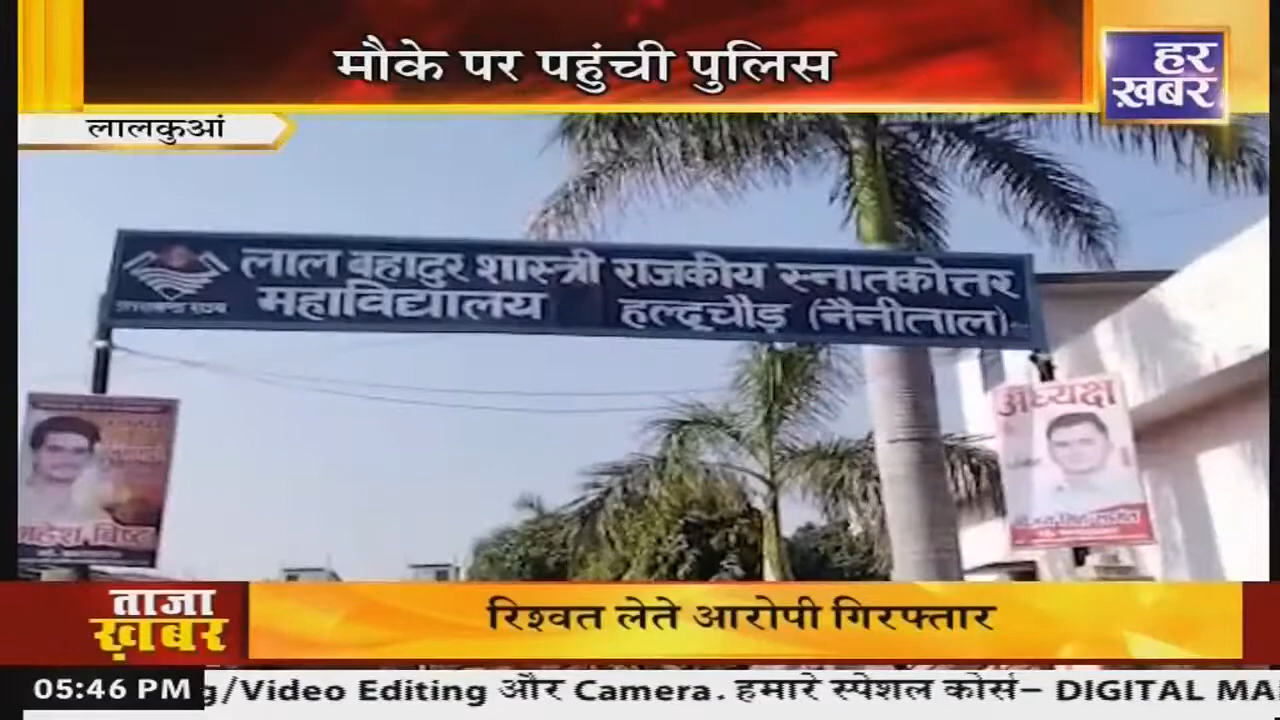 मौके पर पहुंची पुलिस
हर
ख़बर
लालकुआं
लाल बहादुर शास्त्री राजकीय स्नातकोत्तर
महाविद्यालय हल्दूचौड़ (नैनीताल)
अध्यक्ष
महेश बिष्ट
ताजा
ख़बर
रिश्वत लेते आरोपी गिरफ्तार
05:46 PM
g/Video Editing और Camera. हमारे स्पेशल कोर्स– DIGITAL MA